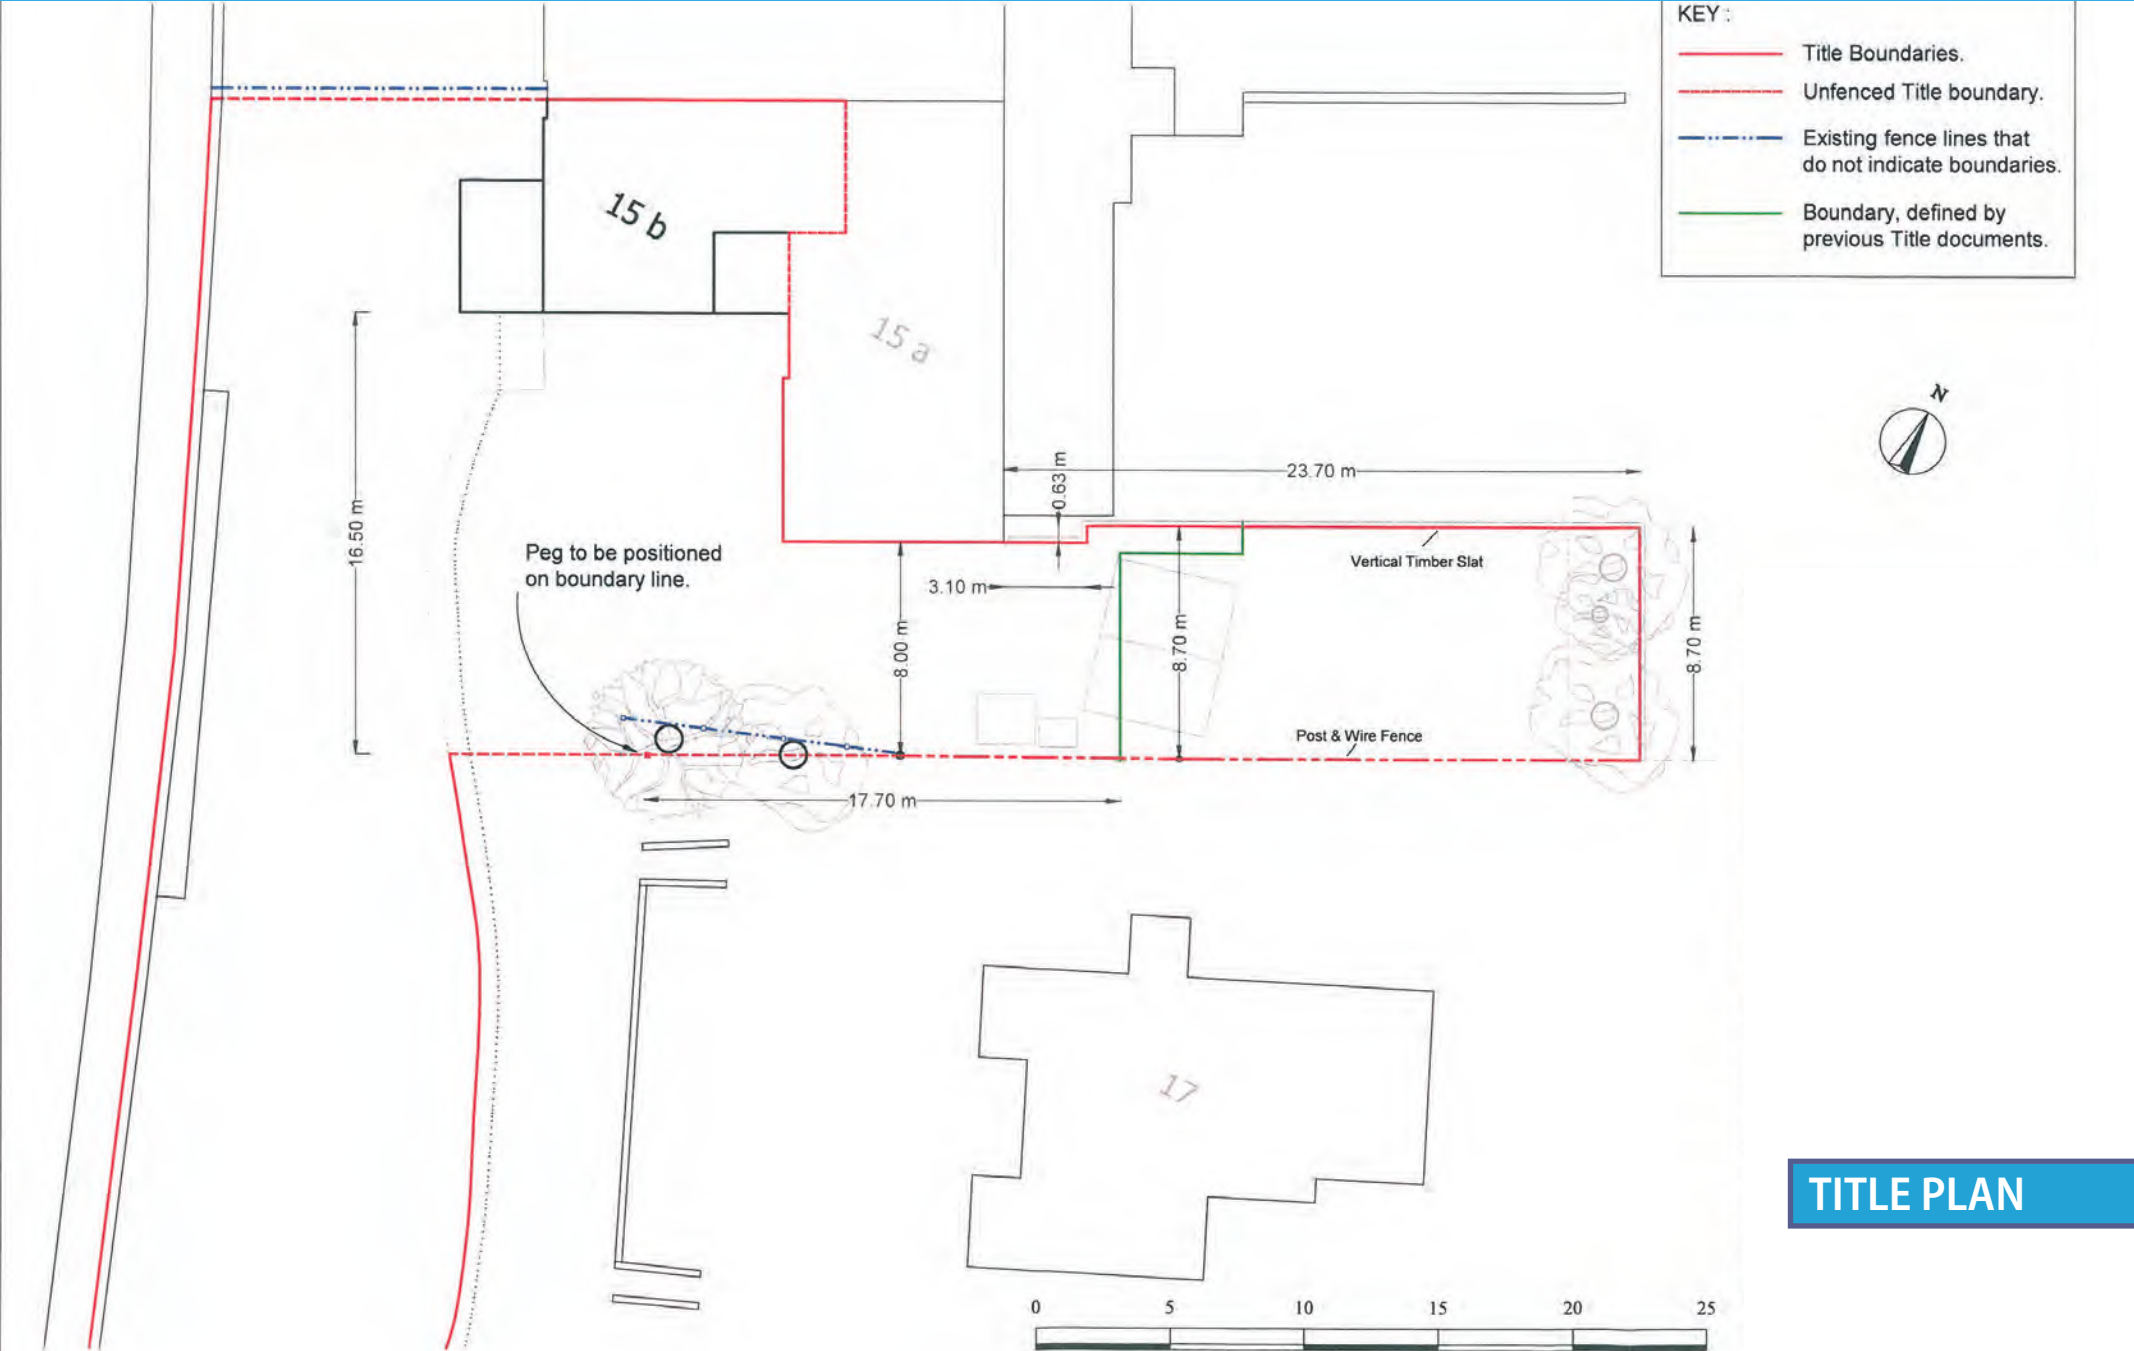 KEY :
Title Boundaries.
Unfenced Title boundary.
Existing fence lines that
do not indicate boundaries.
Boundary, defined by
previous Title documents.
15 b
15 a
N
23.70 m
0.63 m
16.50 m
Peg to be positioned
on boundary line.
Vertical Timber Slat
3.10 m
8.00 m
8.70 m
8.70 m
Post & Wire Fence
17.70 m
17
TITLE PLAN
0 5 10 15 20 25